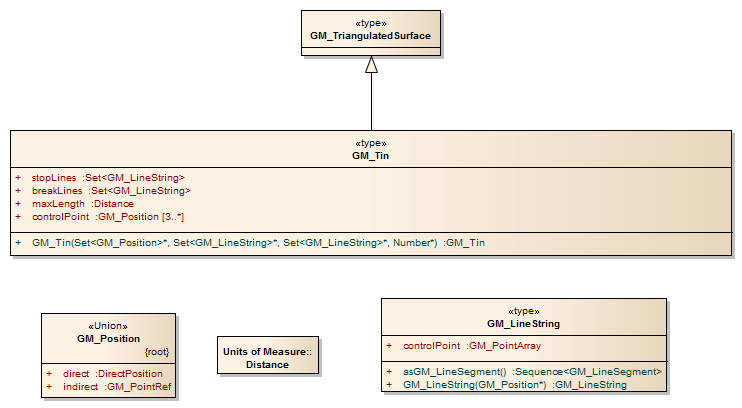 «type»
GM_TriangulatedSurface
«type»
GM_Tin
+ stopLines :Set<GM_LineString>
+ breakLines :Set<GM_LineString>
+ maxLength :Distance
+ controlPoint :GM_Position [3..*]
+ GM_Tin(Set<GM_Position>*, Set<GM_LineString>*, Set<GM_LineString>*, Number*) :GM_Tin
«Union»
GM_Position
{root}
+ direct :DirectPosition
+ indirect :GM_PointRef
Units of Measure::
Distance
«type»
GM_LineString
+ controlPoint :GM_PointArray
+ asGM_LineSegment() :Sequence<GM_LineSegment>
+ GM_LineString(GM_Position*) :GM_LineString